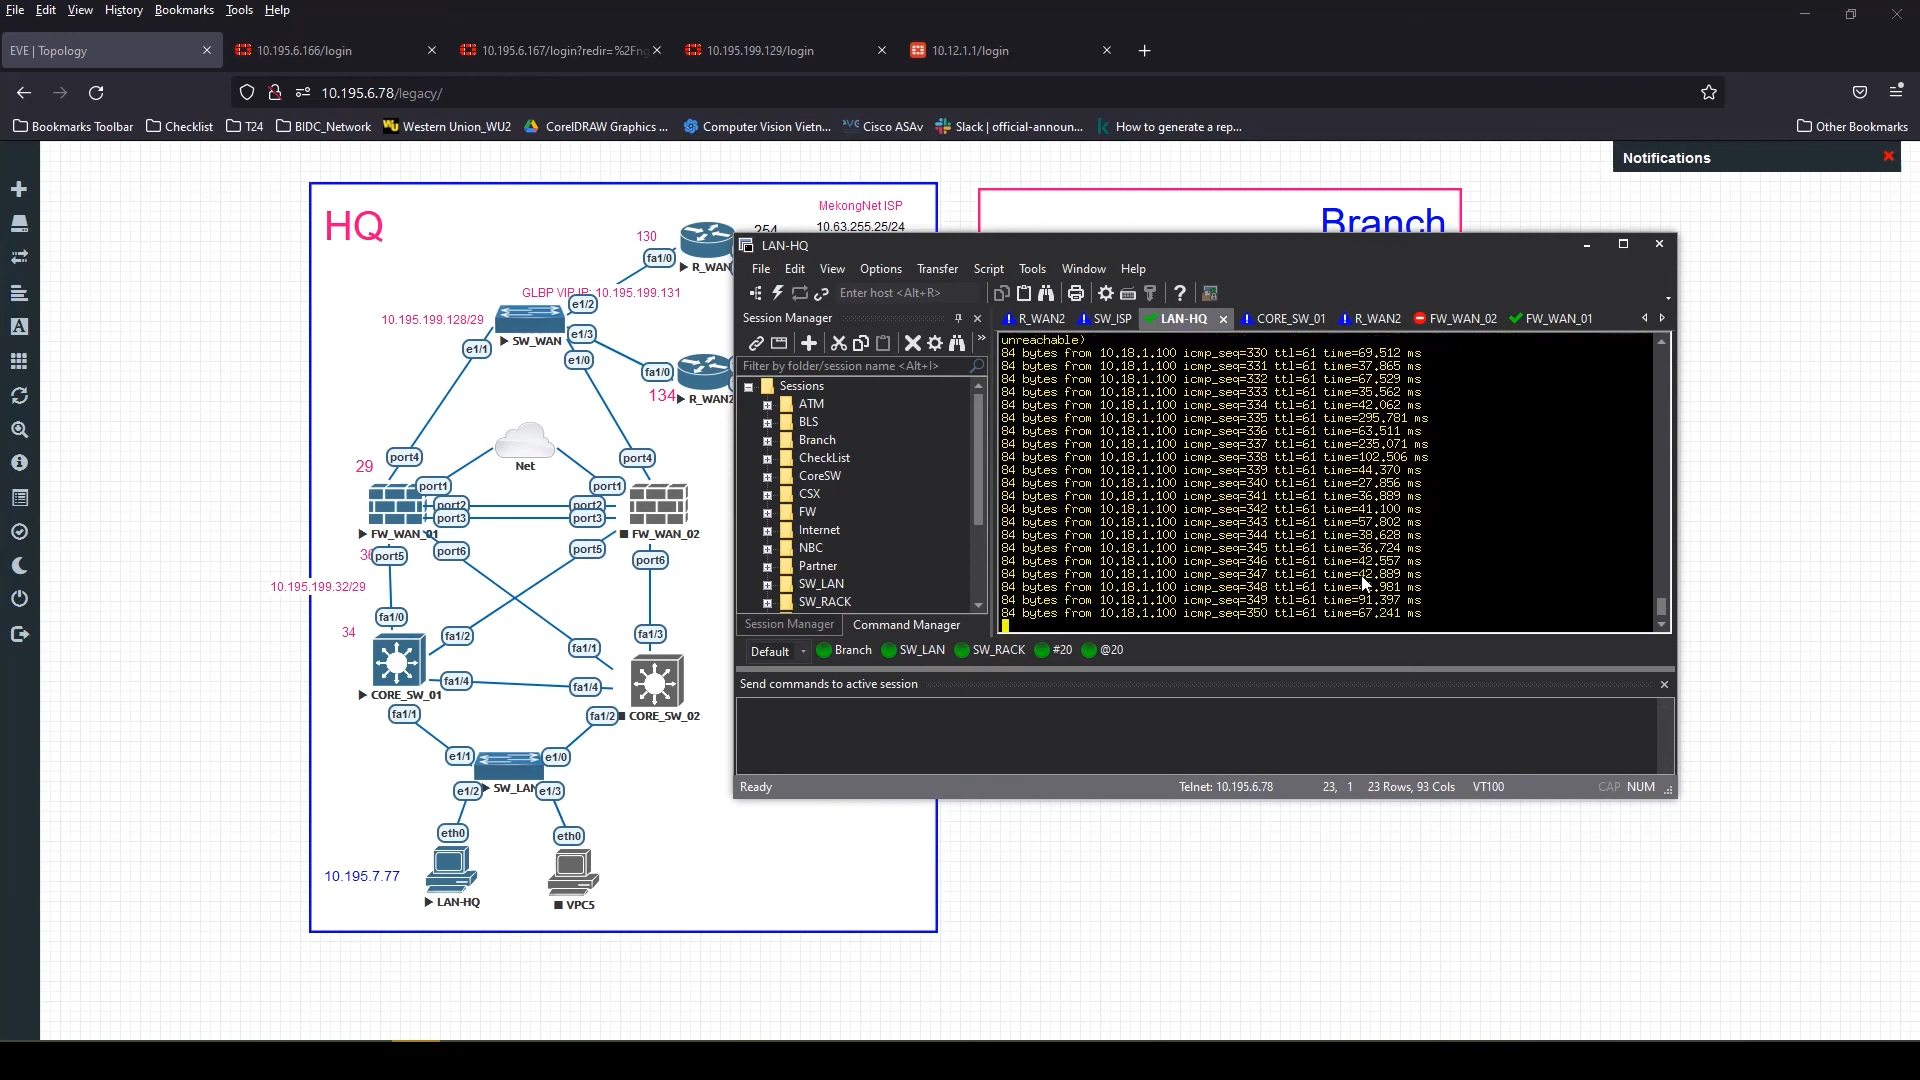 File Edit View History Bookmarks Tools Help
EVE | Topology
10.195.6.166/login
10.195.6.167/login?redir=%2Fng
10.195.199.129/login
10.12.1.1/login
10.195.6.78/legacy/
Bookmarks Toolbar
Checklist
T24
BIDC_Network
Western Union_WU2
CorelDRAW Graphics ...
Computer Vision Vietn...
Cisco ASAv
Slack | official-announ...
How to generate a rep...
Other Bookmarks
Notifications
HQ
MekongNet ISP
10.63.255.25/24
254
130
fa1/0
R_WAN
GLBP VIP IP: 10.195.199.131
10.195.199.128/29
e1/2
e1/3
SW_WAN
e1/1
e1/0
fa1/0
134
R_WAN2
port4
port4
29
Net
port1
port1
port2
port2
port3
port3
FW_WAN_01
FW_WAN_02
port5
port6
port5
port6
10.195.199.32/29
fa1/0
34
fa1/2
fa1/3
fa1/1
CORE_SW_01
fa1/4
fa1/4
CORE_SW_02
fa1/1
fa1/2
e1/1
e1/0
SW_LAN
e1/2
e1/3
eth0
eth0
10.195.7.77
LAN-HQ
VPC5
Branch
LAN-HQ
File Edit View Options Transfer Script Tools Window Help
Enter host <Alt+R>
Session Manager
R_WAN2
SW_ISP
LAN-HQ
CORE_SW_01
R_WAN2
FW_WAN_02
FW_WAN_01
Filter by folder/session name <Alt+I>
Sessions
ATM
BLS
Branch
CheckList
CoreSW
CSX
FW
Internet
NBC
Partner
SW_LAN
SW_RACK
Session Manager
Command Manager
unreachable)
84 bytes from 10.18.1.100 icmp_seq=330 ttl=61 time=69.512 ms
84 bytes from 10.18.1.100 icmp_seq=331 ttl=61 time=37.865 ms
84 bytes from 10.18.1.100 icmp_seq=332 ttl=61 time=67.529 ms
84 bytes from 10.18.1.100 icmp_seq=333 ttl=61 time=35.562 ms
84 bytes from 10.18.1.100 icmp_seq=334 ttl=61 time=42.062 ms
84 bytes from 10.18.1.100 icmp_seq=335 ttl=61 time=295.781 ms
84 bytes from 10.18.1.100 icmp_seq=336 ttl=61 time=63.511 ms
84 bytes from 10.18.1.100 icmp_seq=337 ttl=61 time=235.071 ms
84 bytes from 10.18.1.100 icmp_seq=338 ttl=61 time=102.506 ms
84 bytes from 10.18.1.100 icmp_seq=339 ttl=61 time=44.370 ms
84 bytes from 10.18.1.100 icmp_seq=340 ttl=61 time=27.856 ms
84 bytes from 10.18.1.100 icmp_seq=341 ttl=61 time=36.889 ms
84 bytes from 10.18.1.100 icmp_seq=342 ttl=61 time=41.100 ms
84 bytes from 10.18.1.100 icmp_seq=343 ttl=61 time=57.802 ms
84 bytes from 10.18.1.100 icmp_seq=344 ttl=61 time=38.628 ms
84 bytes from 10.18.1.100 icmp_seq=345 ttl=61 time=36.724 ms
84 bytes from 10.18.1.100 icmp_seq=346 ttl=61 time=42.557 ms
84 bytes from 10.18.1.100 icmp_seq=347 ttl=61 time=42.889 ms
84 bytes from 10.18.1.100 icmp_seq=348 ttl=61 ms
84 bytes from 10.18.1.100 icmp_seq=349 ttl=61 time=91.397 ms
84 bytes from 10.18.1.100 icmp_seq=350 ttl=61 time=67.241 ms
Default
Branch
SW_LAN
SW_RACK
#20
@20
Send commands to active session
Ready
Telnet: 10.195.6.78
23, 1
23 Rows, 93 Cols
VT100
CAP NUM